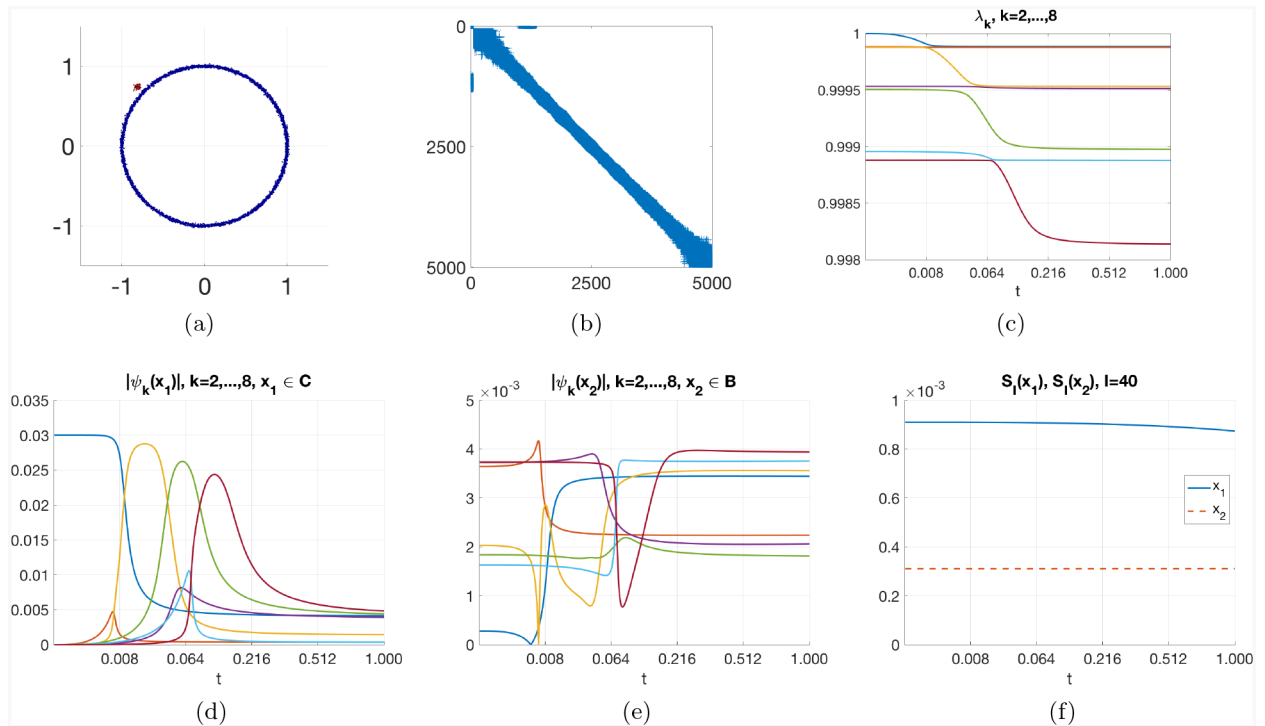 λk, k=2,...,8
1
0
-1
-1 0 1
(a)
0
2500
5000
0 2500 5000
(b)
1
0.9995
0.999
0.9985
0.998
0.008 0.064 0.216 0.512 1.000
t
(c)
|ψk(x1)|, k=2,...,8, x1 ∈ C
0.035
0.03
0.025
0.02
0.015
0.01
0.005
0
0.008 0.064 0.216 0.512 1.000
t
(d)
|ψk(x2)|, k=2,...,8, x2 ∈ B
×10-3
5
4
3
2
1
0
0.008 0.064 0.216 0.512 1.000
t
(e)
Sl(x1), Sl(x2), l=40
×10-3
1
0.8
0.6
0.4
0.2
0
x1
x2
0.008 0.064 0.216 0.512 1.000
t
(f)